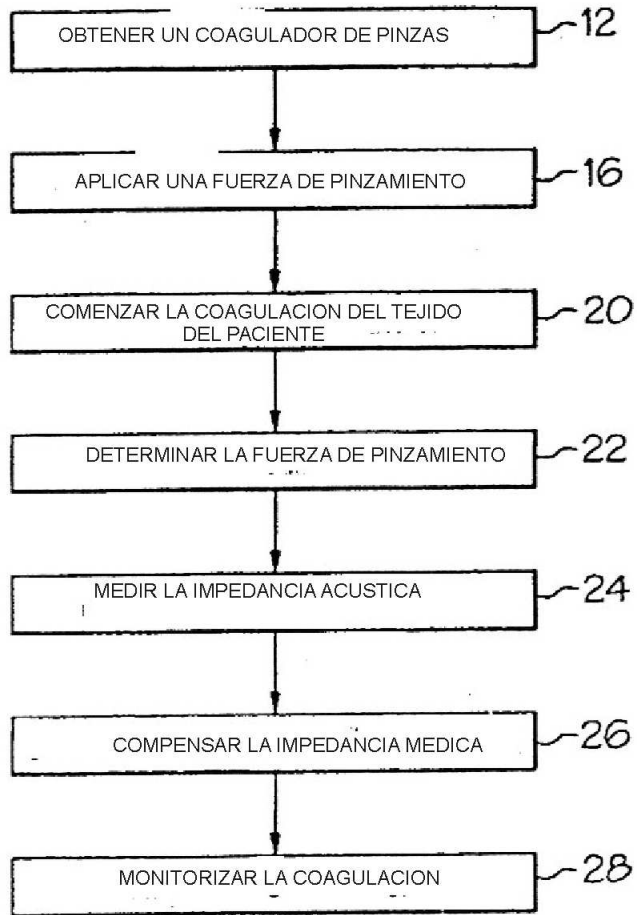 OBTENER UN COAGULADOR DE PINZAS
12
APLICAR UNA FUERZA DE PINZAMIENTO
16
COMENZAR LA COAGULACION DEL TEJIDO
DEL PACIENTE
20
DETERMINAR LA FUERZA DE PINZAMIENTO
22
MEDIR LA IMPEDANCIA ACUSTICA
24
COMPENSAR LA IMPEDANCIA MEDICA
26
MONITORIZAR LA COAGULACION
28